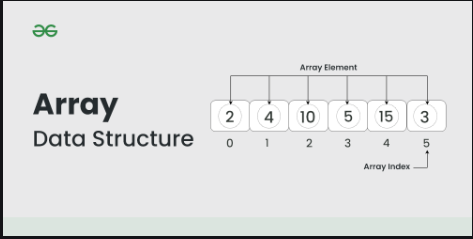 Array
Data Structure
Array Element
2 4 10 5 15 3
0 1 2 3 4 5
Array Index